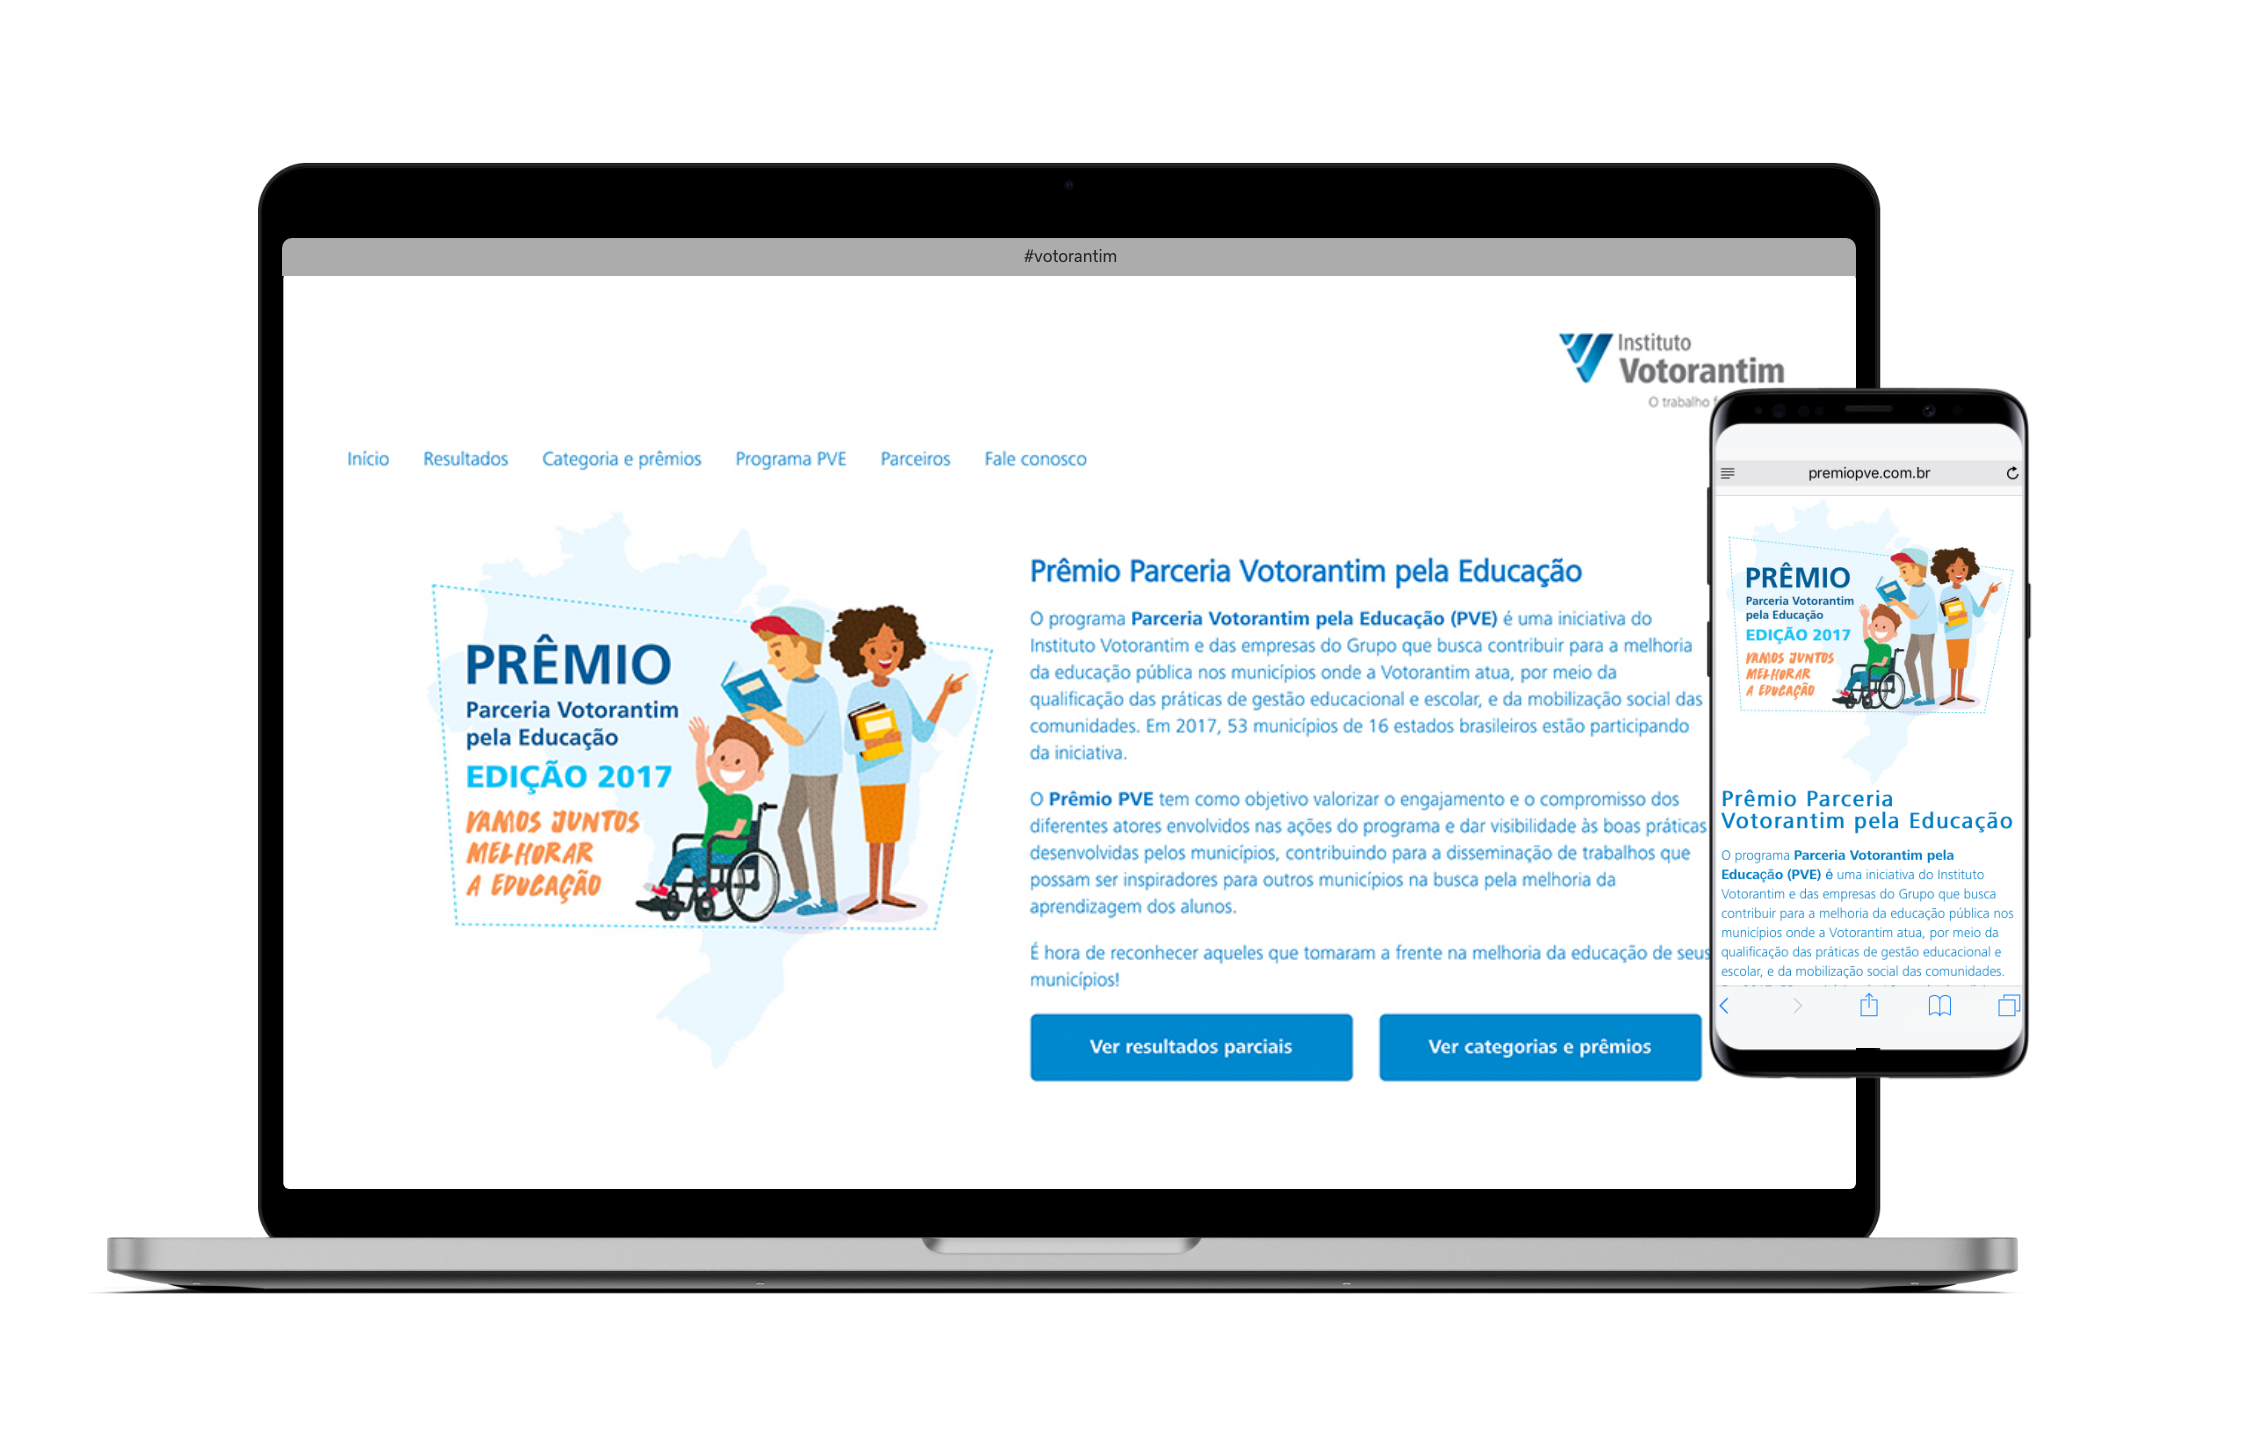 #votorantim
Instituto
Votorantim
O trabalho
Início Resultados Categoria e prêmios Programa PVE Parceiros Fale conosco
PRÊMIO
Parceria Votorantim
pela Educação
EDIÇÃO 2017
VAMOS JUNTOS
MELHORAR
A EDUCAÇÃO
Prêmio Parceria Votorantim pela Educação
O programa Parceria Votorantim pela Educação (PVE) é uma iniciativa do
Instituto Votorantim e das empresas do Grupo que busca contribuir para a melhoria
da educação pública nos municípios onde a Votorantim atua, por meio da
qualificação das práticas de gestão educacional e escolar, e da mobilização social das
comunidades. Em 2017, 53 municípios de 16 estados brasileiros estão participando
da iniciativa.
O Prêmio PVE tem como objetivo valorizar o engajamento e o compromisso dos
diferentes atores envolvidos nas ações do programa e dar visibilidade às boas práticas
desenvolvidas pelos municípios, contribuindo para a disseminação de trabalhos que
possam ser inspiradores para outros municípios na busca pela melhoria da
aprendizagem dos alunos.
É hora de reconhecer aqueles que tomaram a frente na melhoria da educação de seus
municípios!
Ver resultados parciais
Ver categorias e prêmios
premiopve.com.br
PRÊMIO
Parceria Votorantim
pela Educação
EDIÇÃO 2017
VAMOS JUNTOS
MELHORAR
A EDUCAÇÃO
Prêmio Parceria
Votorantim pela Educação
O programa Parceria Votorantim pela
Educação (PVE) é uma iniciativa do Instituto
Votorantim e das empresas do Grupo que busca
contribuir para a melhoria da educação pública nos
municípios onde a Votorantim atua, por meio da
qualificação das práticas de gestão educacional e
escolar, e da mobilização social das comunidades.